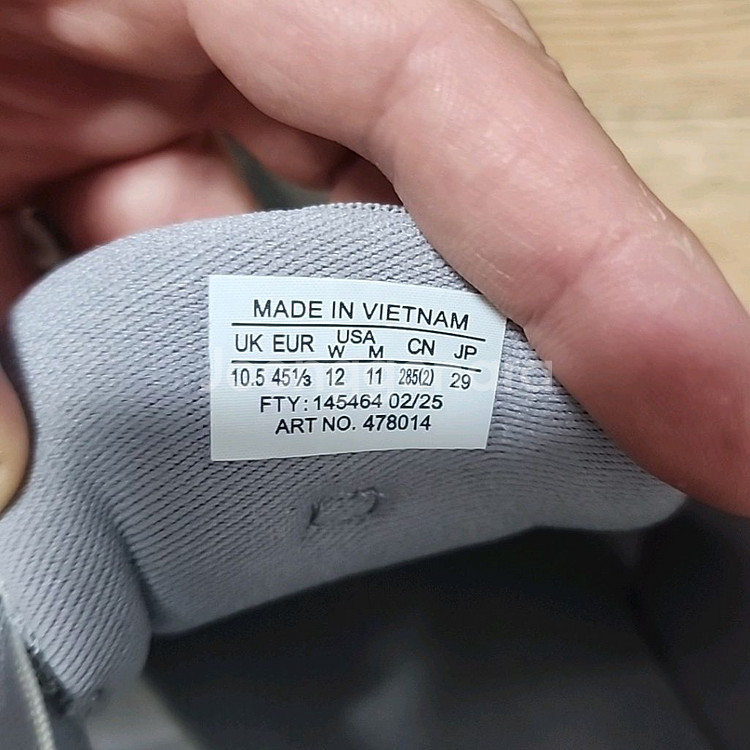 MADE IN VIETNAM
UK EUR USA W M CN JP
10.5 45⅓ 12 11 285(2) 29
FTY: 145464 02/25
ART NO. 478014